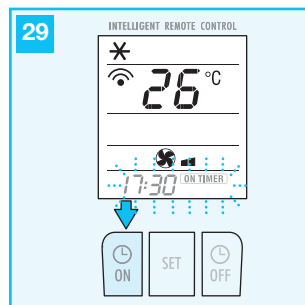 29
INTELLIGENT REMOTE CONTROL
26 °C
17:30 ON TIMER
ON SET OFF